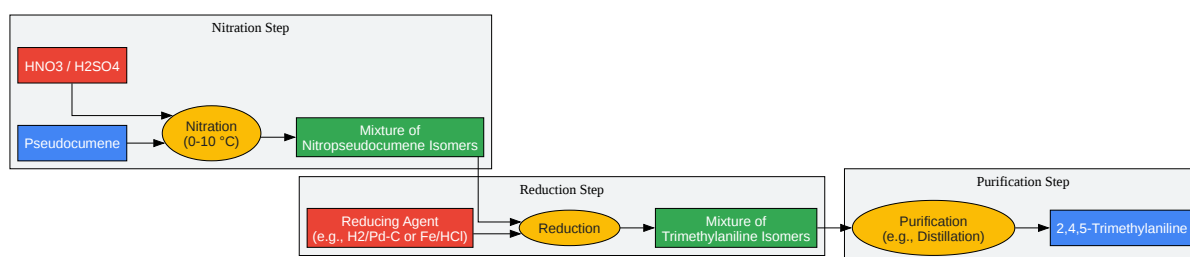 Nitration Step
HNO3 / H2SO4
Pseudocumene
Nitration
(0-10 °C)
Mixture of
Nitropseudocumene Isomers
Reduction Step
Reducing Agent
(e.g., H2/Pd-C or Fe/HCl)
Reduction
Mixture of
Trimethylaniline Isomers
Purification Step
Purification
(e.g., Distillation)
2,4,5-Trimethylaniline